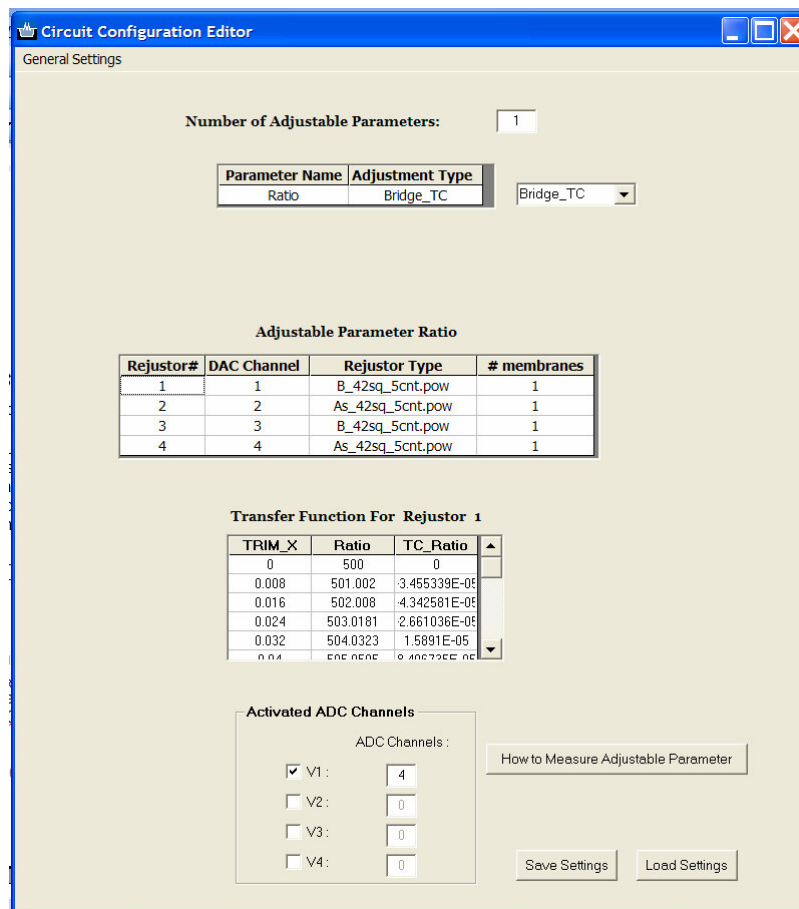 Circuit Configuration Editor
General Settings
Number of Adjustable Parameters: 1
Parameter Name Adjustment Type
Ratio Bridge_TC
Bridge_TC
Adjustable Parameter Ratio
Rejustor# DAC Channel Rejustor Type # membranes
1 1 B_42sq_5cnt.pow 1
2 2 As_42sq_5cnt.pow 1
3 3 B_42sq_5cnt.pow 1
4 4 As_42sq_5cnt.pow 1
Transfer Function For Rejustor 1
TRIM_X Ratio TC_Ratio
0 500 0
0.008 501.002 -3.455339E-05
0.016 502.008 -4.342581E-05
0.024 503.0181 -2.661036E-05
0.032 504.0323 1.5891E-05
Activated ADC Channels
ADC Channels :
V1 : 4
V2 : 0
V3 : 0
V4 : 0
How to Measure Adjustable Parameter
Save Settings Load Settings